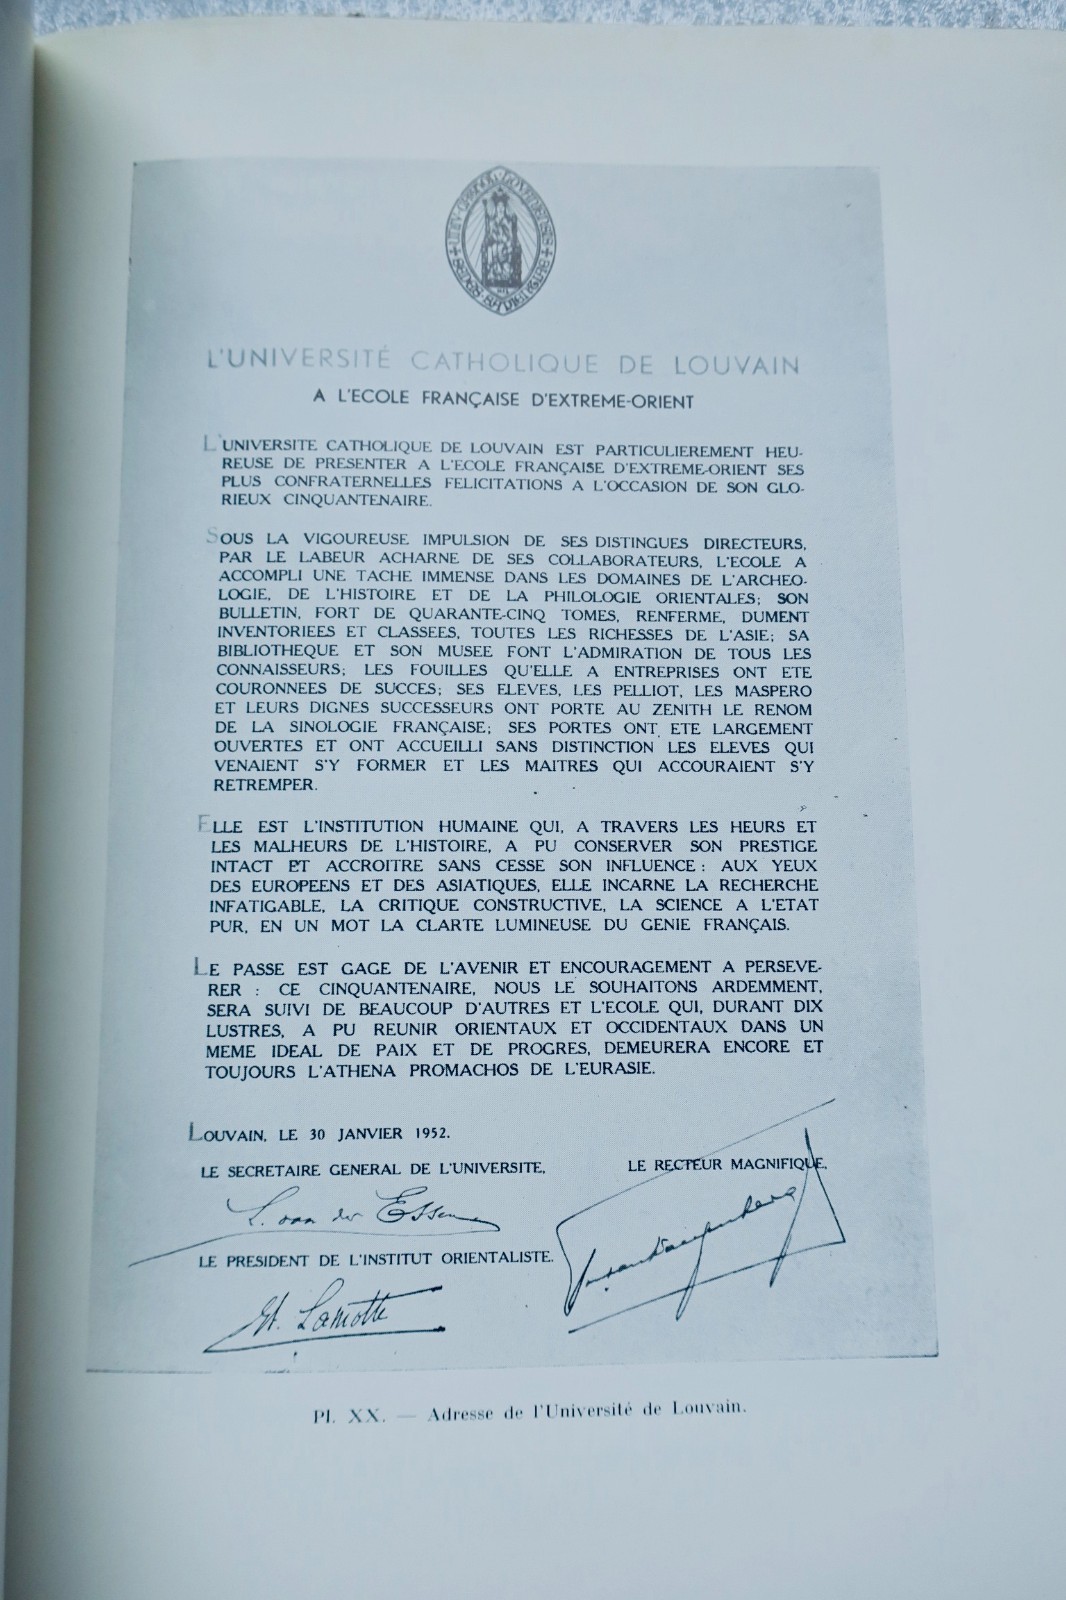 L'UNIVERSITÉ CATHOLIQUE DE LOUVAIN
A L'ECOLE FRANÇAISE D'EXTREME-ORIENT
L'UNIVERSITE CATHOLIQUE DE LOUVAIN EST PARTICULIEREMENT HEU-
REUSE DE PRESENTER A L'ECOLE FRANÇAISE D'EXTREME-ORIENT SES
PLUS CONFRATERNELLES FELICITATIONS A L'OCCASION DE SON GLO-
RIEUX CINQUANTENAIRE.
SOUS LA VIGOUREUSE IMPULSION DE SES DISTINGUES DIRECTEURS,
PAR LE LABEUR ACHARNE DE SES COLLABORATEURS, L'ECOLE A
ACCOMPLI UNE TACHE IMMENSE DANS LES DOMAINES DE L'ARCHEO-
LOGIE, DE L'HISTOIRE ET DE LA PHILOLOGIE ORIENTALES; SON
BULLETIN, FORT DE QUARANTE-CINQ TOMES, RENFERME, DUMENT
INVENTORIEES ET CLASSEES, TOUTES LES RICHESSES DE L'ASIE; SA
BIBLIOTHEQUE ET SON MUSEE FONT L'ADMIRATION DE TOUS LES
CONNAISSEURS; LES FOUILLES QU'ELLE A ENTREPRISES ONT ETE
COURONNEES DE SUCCES; SES ELEVES, LES PELLIOT, LES MASPERO
ET LEURS DIGNES SUCCESSEURS ONT PORTE AU ZENITH LE RENOM
DE LA SINOLOGIE FRANÇAISE; SES PORTES ONT ETE LARGEMENT
OUVERTES ET ONT ACCUEILLI SANS DISTINCTION LES ELEVES QUI
VENAIENT S'Y FORMER ET LES MAITRES QUI ACCOURAIENT S'Y
RETREMPER.
ELLE EST L'INSTITUTION HUMAINE QUI, A TRAVERS LES HEURS ET
LES MALHEURS DE L'HISTOIRE, A PU CONSERVER SON PRESTIGE
INTACT ET ACCROITRE SANS CESSE SON INFLUENCE : AUX YEUX
DES EUROPEENS ET DES ASIATIQUES, ELLE INCARNE LA RECHERCHE
INFATIGABLE, LA CRITIQUE CONSTRUCTIVE, LA SCIENCE A L'ETAT
PUR, EN UN MOT LA CLARTE LUMINEUSE DU GENIE FRANÇAIS.
LE PASSE EST GAGE DE L'AVENIR ET ENCOURAGEMENT A PERSEVE-
RER : CE CINQUANTENAIRE, NOUS LE SOUHAITONS ARDEMMENT,
SERA SUIVI DE BEAUCOUP D'AUTRES ET L'ECOLE QUI, DURANT DIX
LUSTRES, A PU REUNIR ORIENTAUX ET OCCIDENTAUX DANS UN
MEME IDEAL DE PAIX ET DE PROGRES, DEMEURERA ENCORE ET
TOUJOURS L'ATHENA PROMACHOS DE L'EURASIE.
LOUVAIN, LE 30 JANVIER 1952.
LE SECRETAIRE GENERAL DE L'UNIVERSITE,
LE RECTEUR MAGNIFIQUE,
L. van der Essen
LE PRESIDENT DE L'INSTITUT ORIENTALISTE.
Et. Lamotte
Pl. XX. — Adresse de l'Université de Louvain.